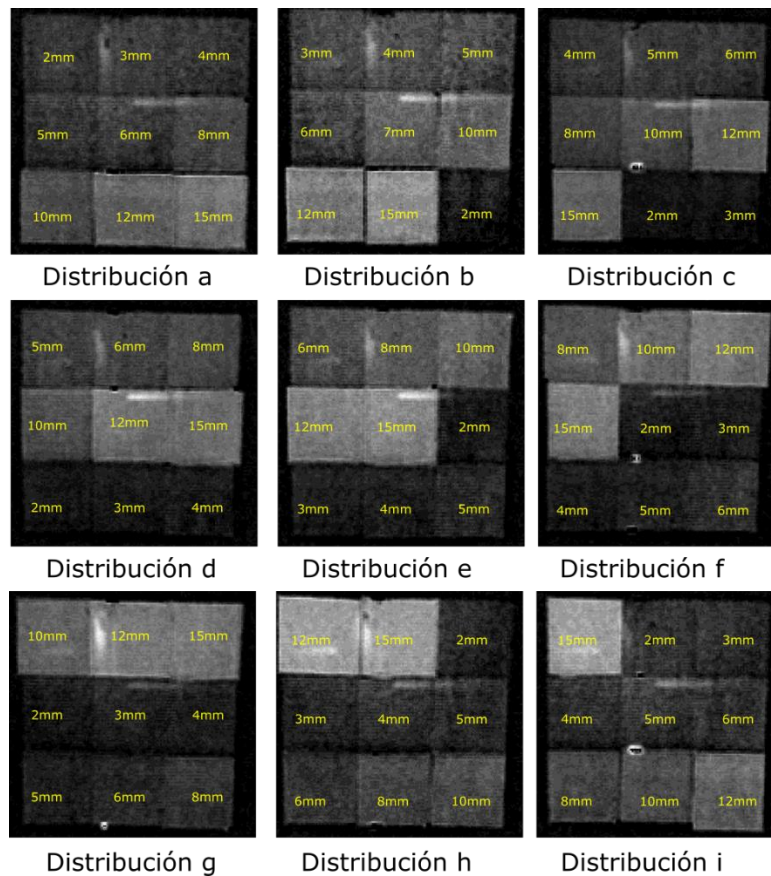 2mm 3mm 4mm
5mm 6mm 8mm
10mm 12mm 15mm
Distribución a
3mm 4mm 5mm
6mm 7mm 10mm
12mm 15mm 2mm
Distribución b
4mm 5mm 6mm
8mm 10mm 12mm
15mm 2mm 3mm
Distribución c
5mm 6mm 8mm
10mm 12mm 15mm
2mm 3mm 4mm
Distribución d
6mm 8mm 10mm
12mm 15mm 2mm
3mm 4mm 5mm
Distribución e
8mm 10mm 12mm
15mm 2mm 3mm
4mm 5mm 6mm
Distribución f
10mm 12mm 15mm
2mm 3mm 4mm
5mm 6mm 8mm
Distribución g
12mm 15mm 2mm
3mm 4mm 5mm
6mm 8mm 10mm
Distribución h
15mm 2mm 3mm
4mm 5mm 6mm
8mm 10mm 12mm
Distribución i